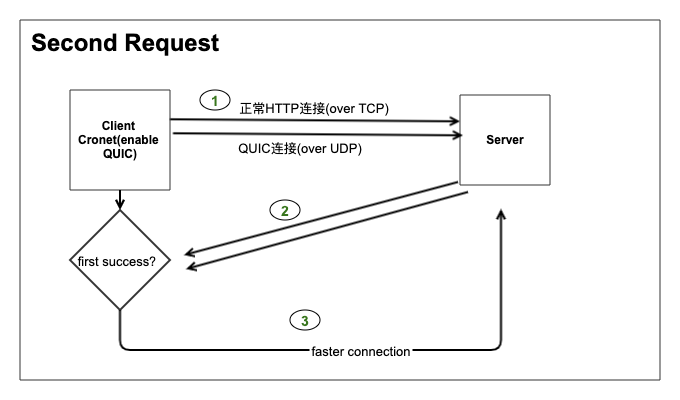 Second Request
1
正常HTTP连接(over TCP)
Client
Cronet(enable
QUIC)
Server
QUIC连接(over UDP)
2
first success?
3
faster connection